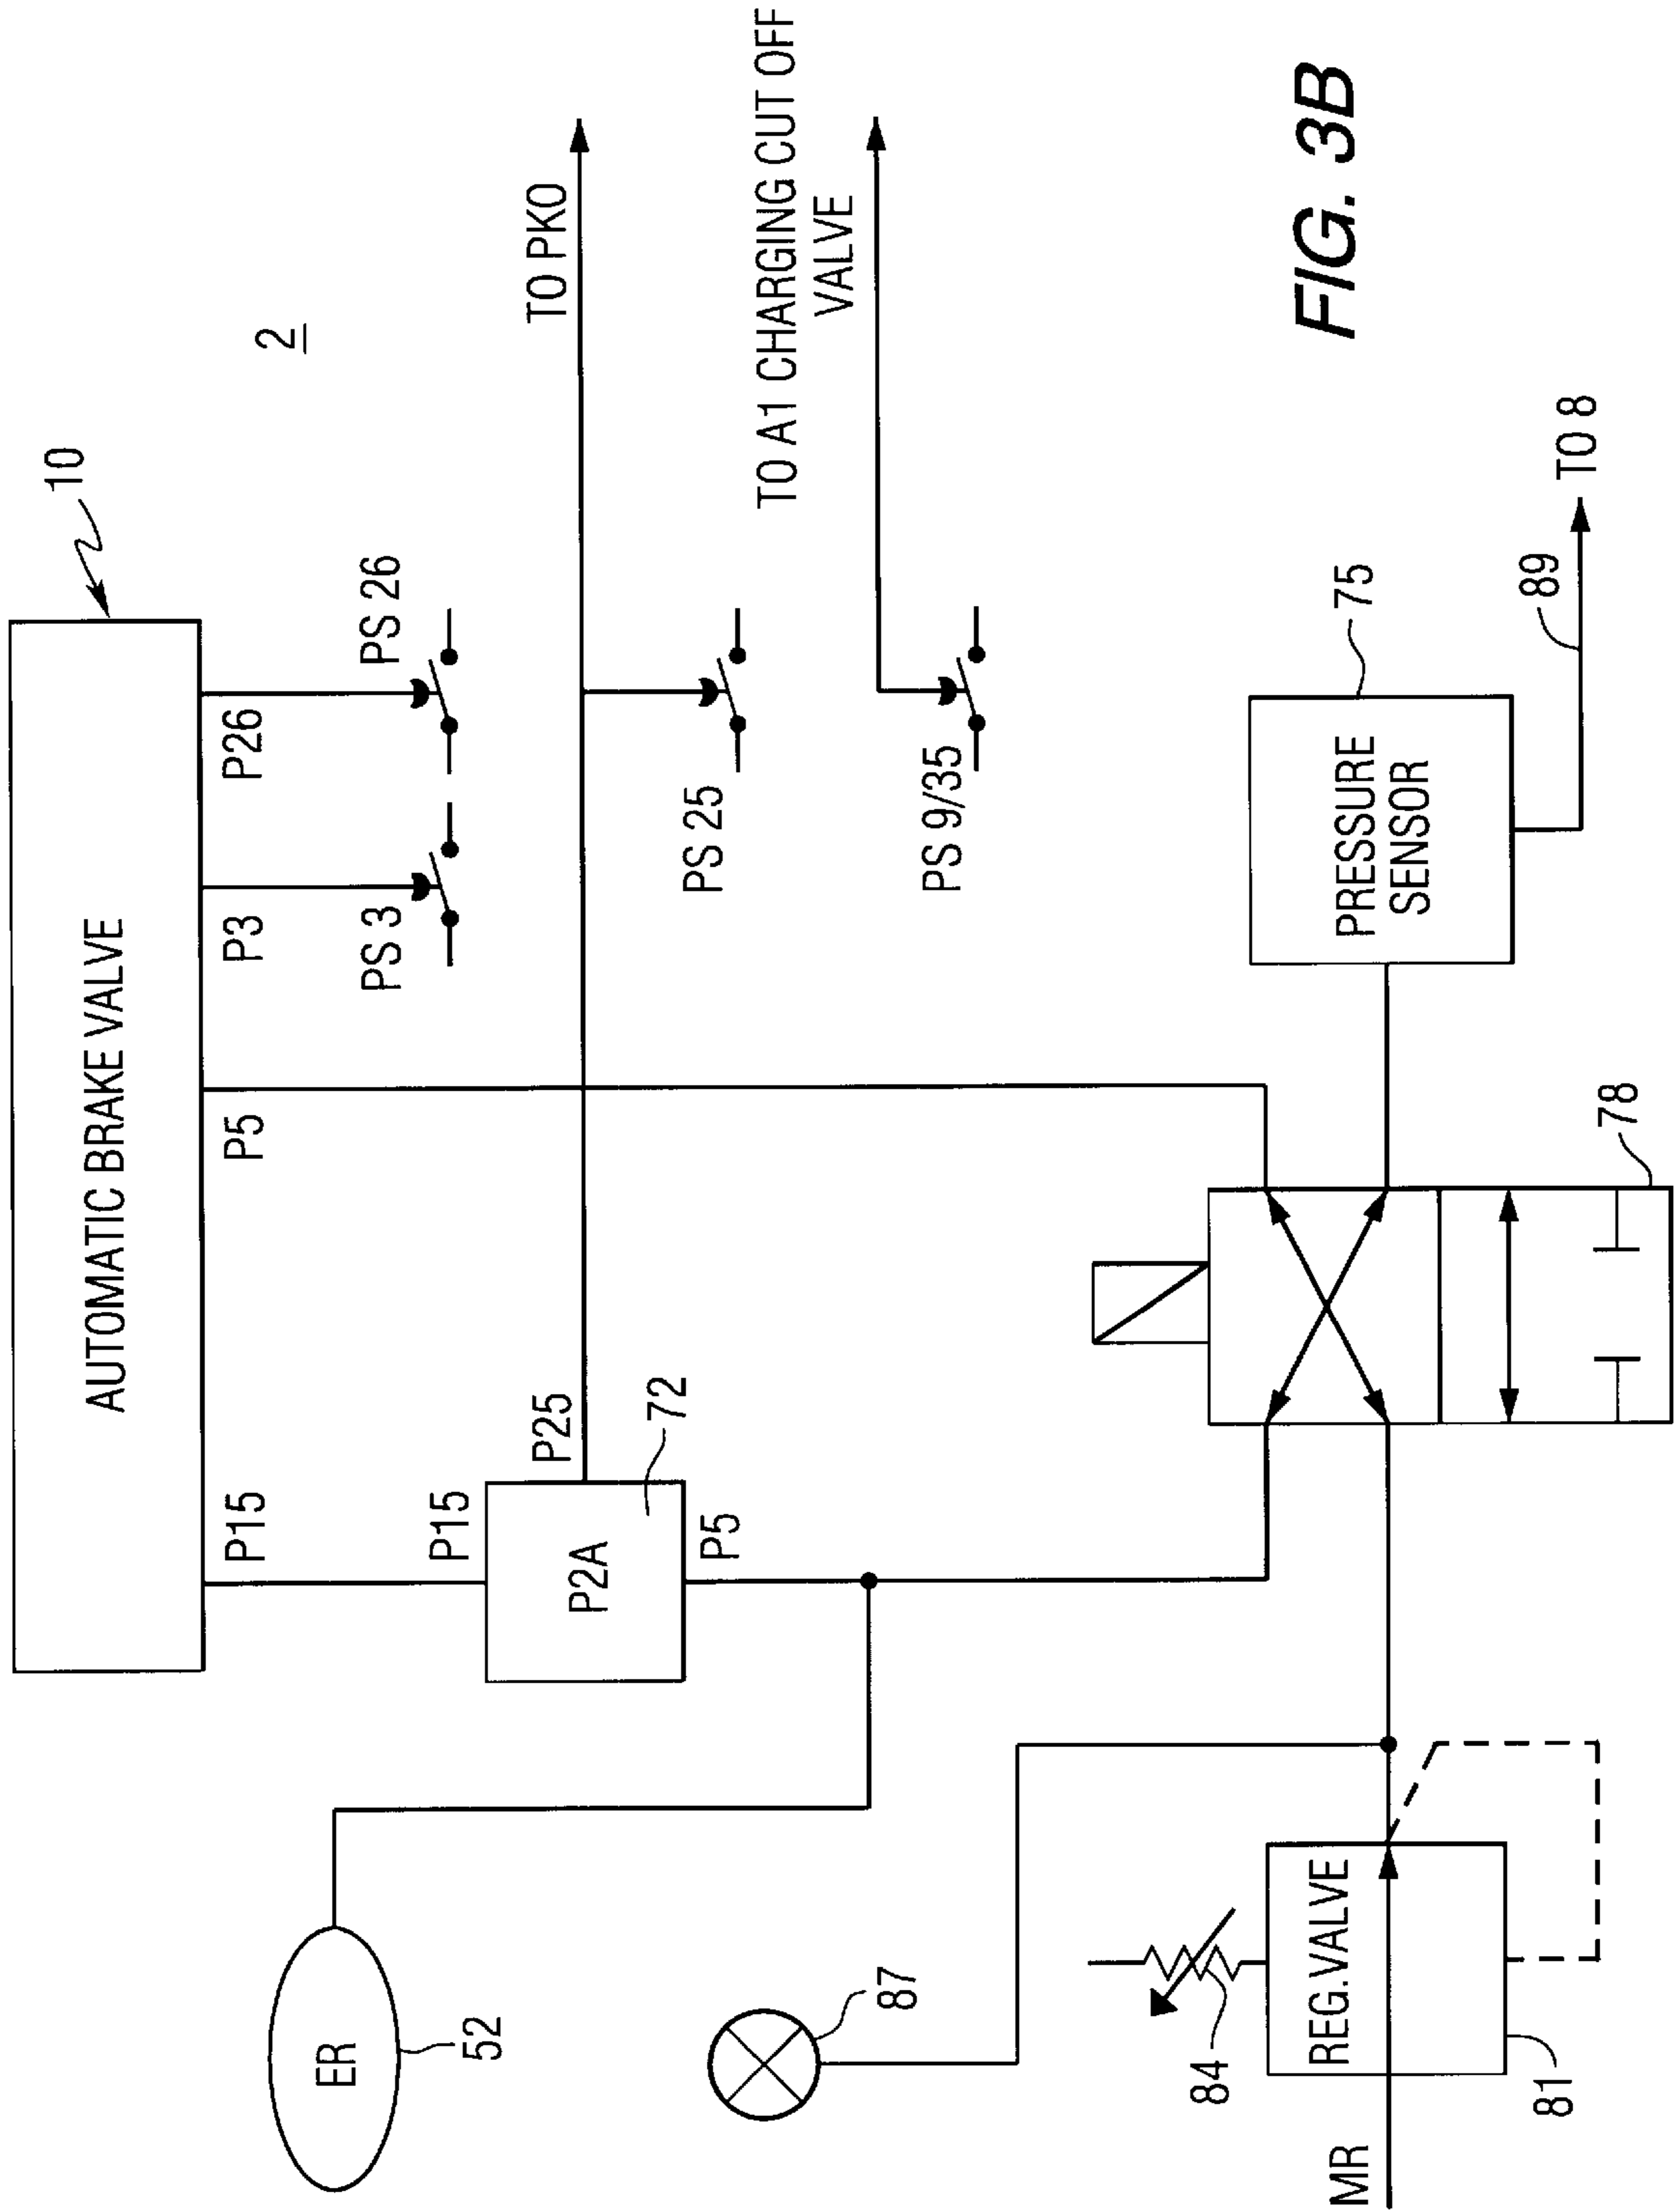 AUTOMATIC BRAKE VALVE
10
2
P15
P5
P3
P26
PS 3
PS 26
P15
P2A
P25
72
P5
TO PKO
PS 25
TO A1 CHARGING CUT OFF
VALVE
PS 9/35
ER
52
87
84
REG.VALVE
81
MR
78
PRESSURE
SENSOR
75
89
TO 8
FIG. 3B